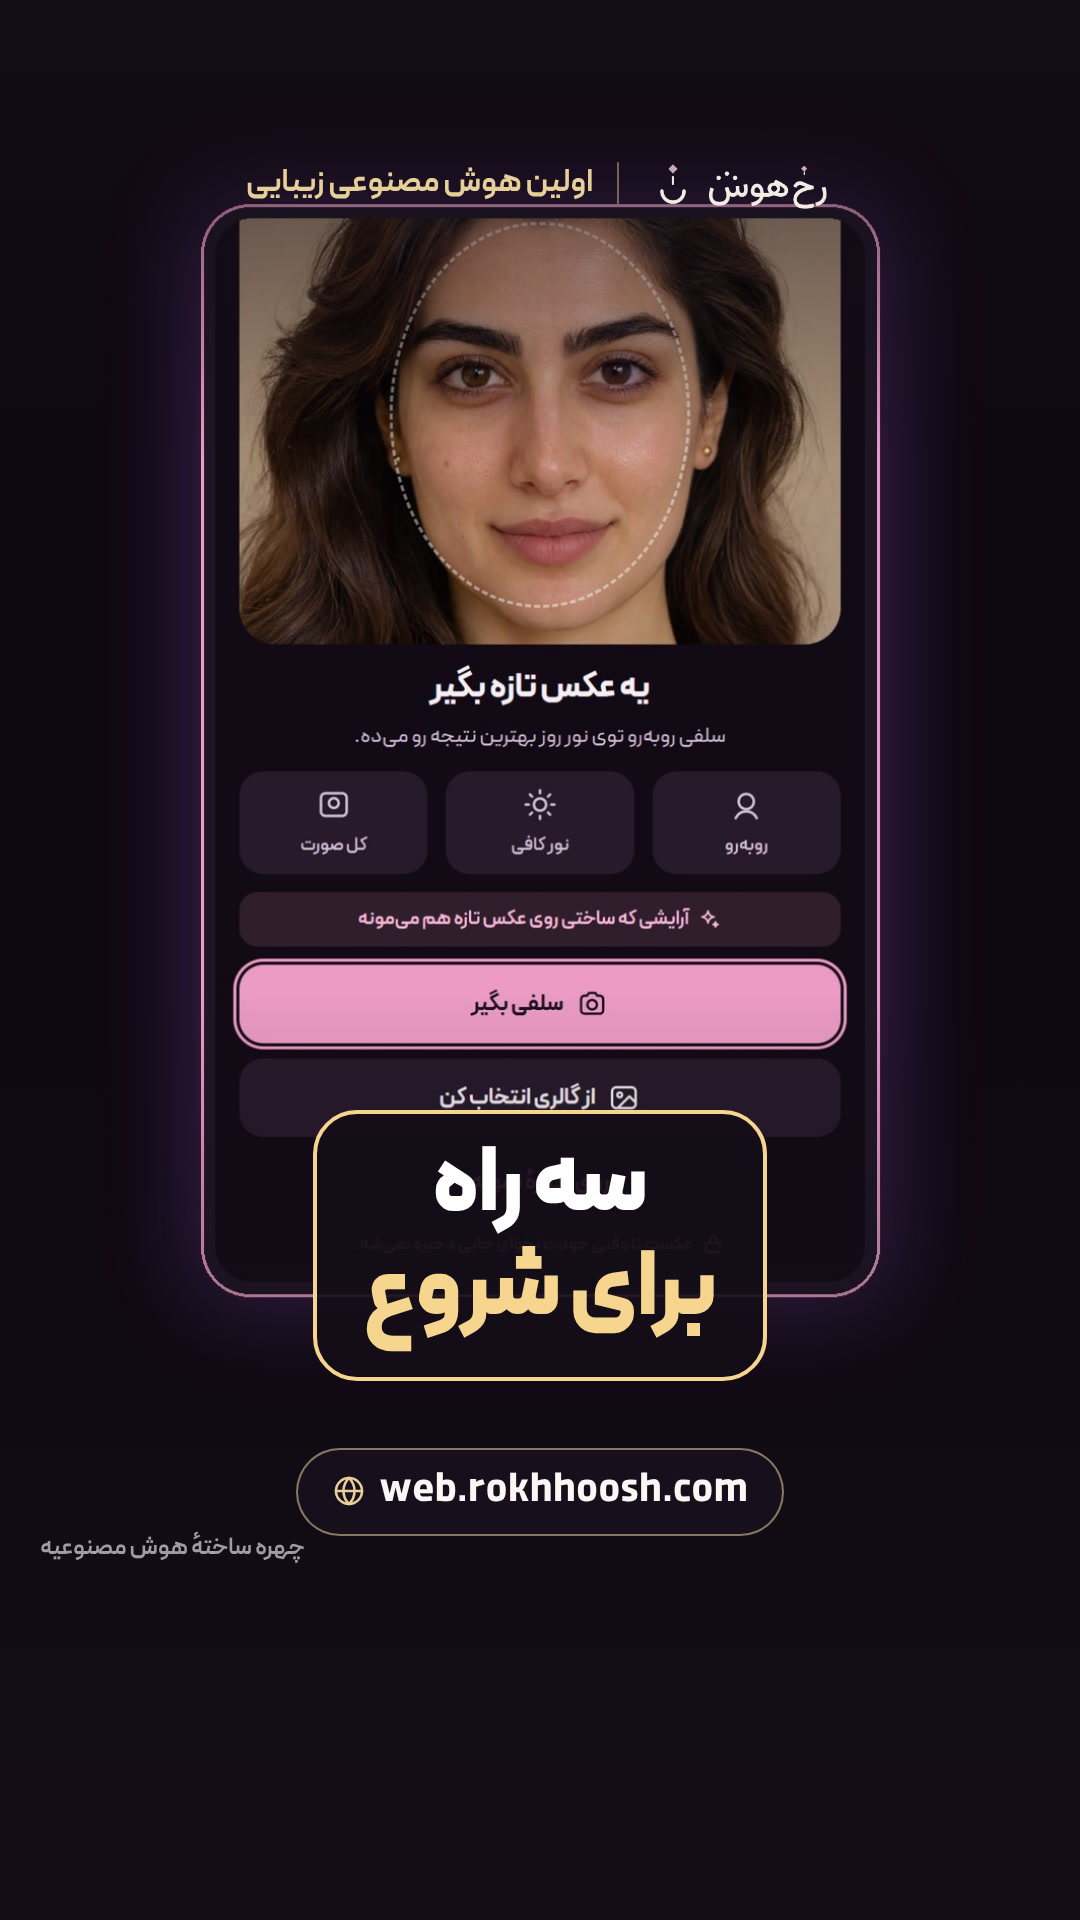 رخ هوش
اولین هوش مصنوعی زیبایی
یه عکس تازه بگیر
سلفی روبه‌رو توی نور روز بهترین نتیجه رو می‌ده.
روبه‌رو
نور کافی
کل صورت
آرایشی که ساختی روی عکس تازه هم می‌مونه
سلفی بگیر
از گالری انتخاب کن
سه راه
برای شروع
web.rokhhoosh.com
چهره ساختهٔ هوش مصنوعیه